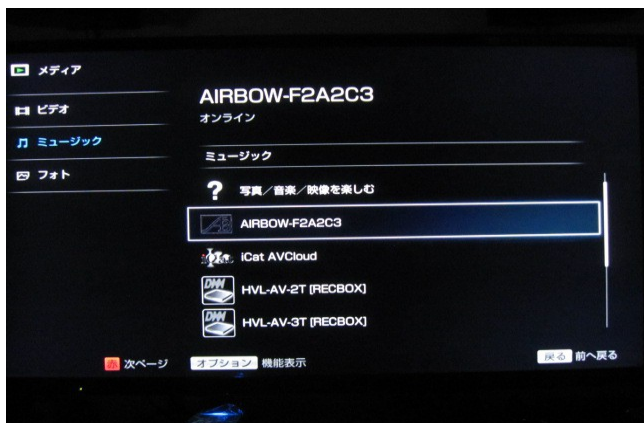 メディア
ビデオ
ミュージック
フォト
AIRBOW-F2A2C3
オンライン
ミュージック
? 写真/音楽/映像を楽しむ
AIRBOW-F2A2C3
iCat AVCloud
HVL-AV-2T [RECBOX]
HVL-AV-3T [RECBOX]
赤 次ページ オプション 機能表示 戻る 前へ戻る